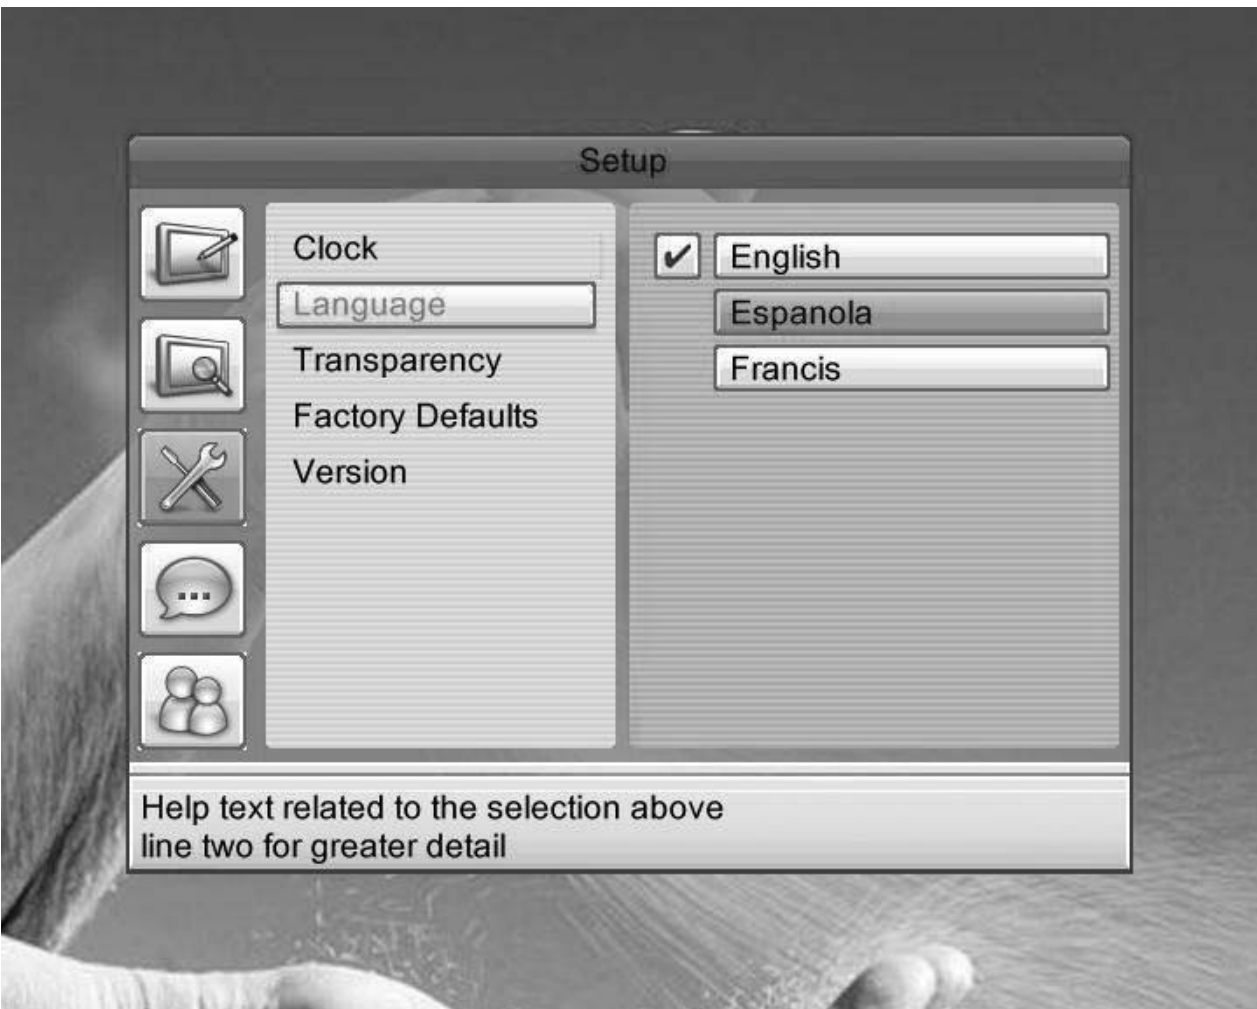 Setup
Clock
Language
Transparency
Factory Defaults
Version
English
Espanola
Francis
Help text related to the selection above
line two for greater detail